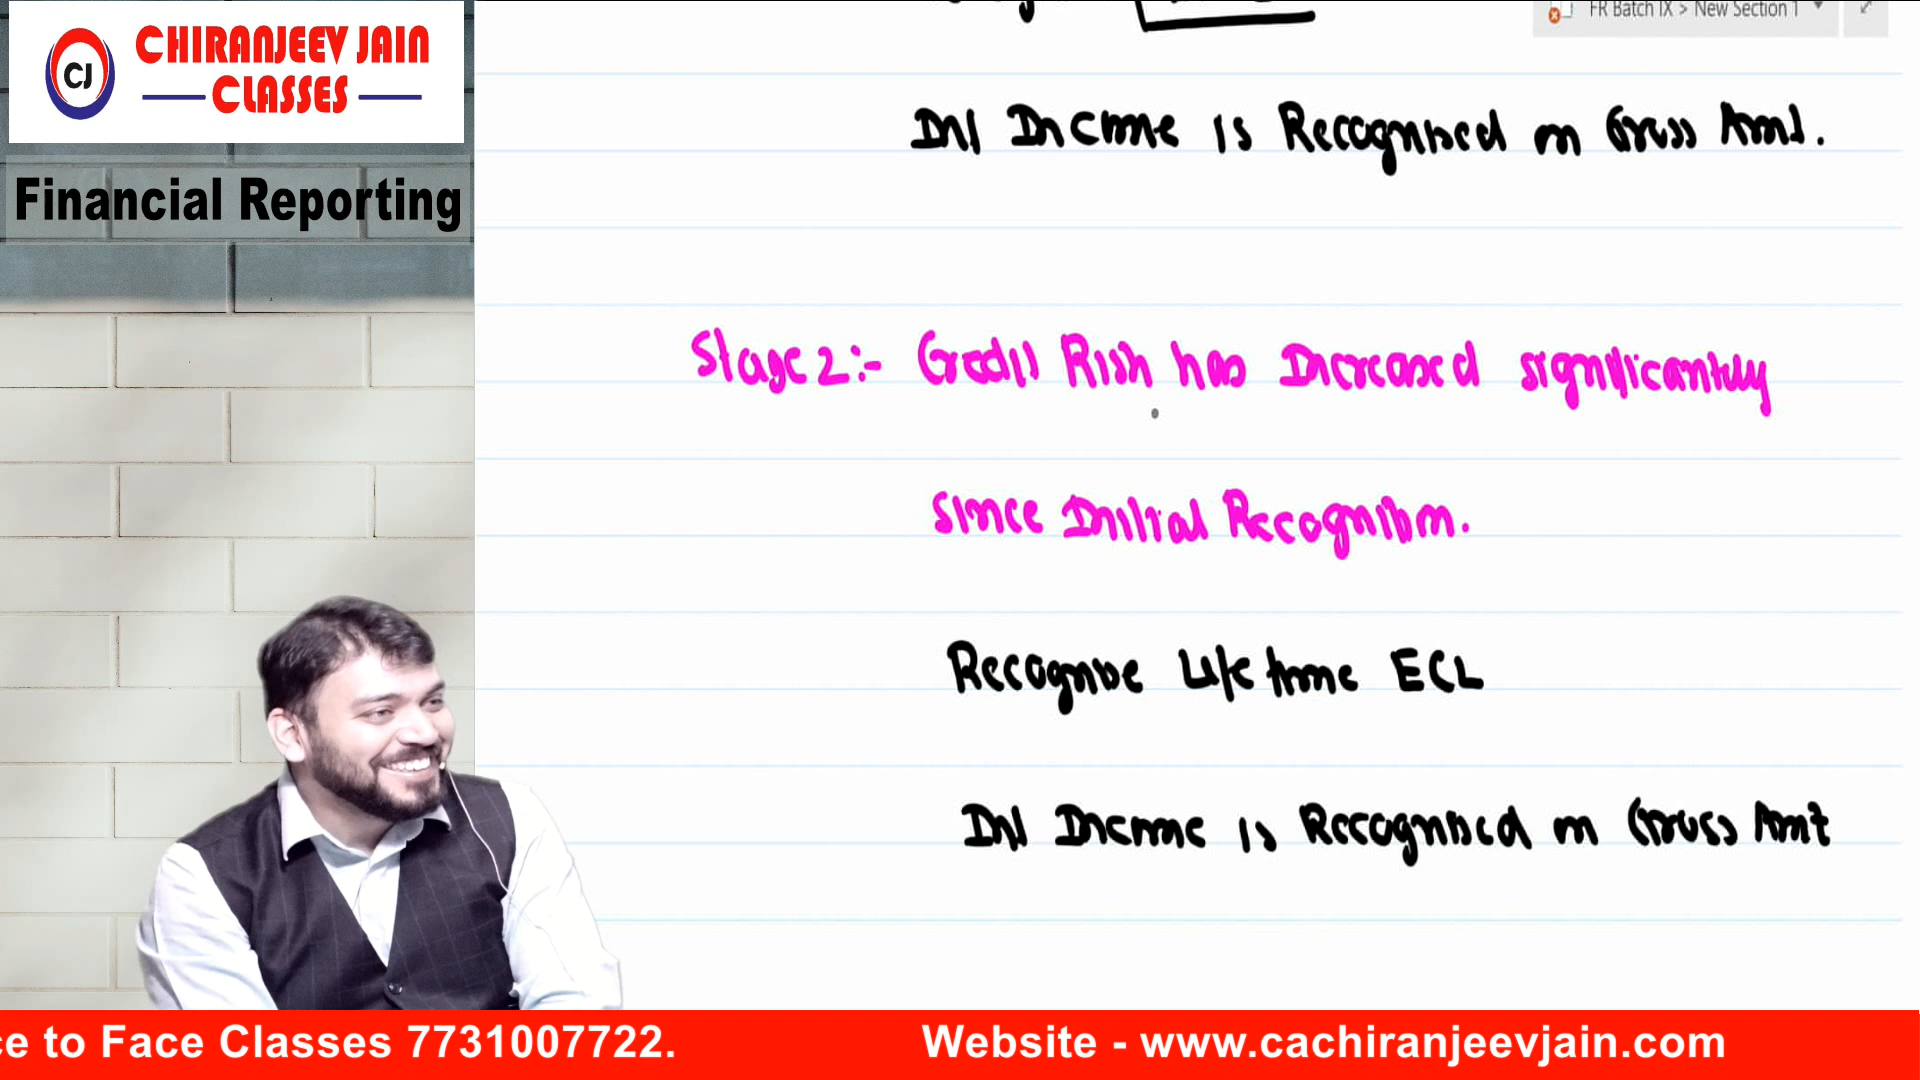 CHIRANJEEV JAIN
CJ
CLASSES
Financial Reporting
FR Batch IX > New Section 1
Int Income is Recognised on Gross Amt.
Stage 2:- Credit Risk has Increased significantly
since Initial Recognition.
Recognise Life time ECL
Int Income is Recognised on Gross Amt
ce to Face Classes 7731007722.
Website - www.cachiranjeevjain.com